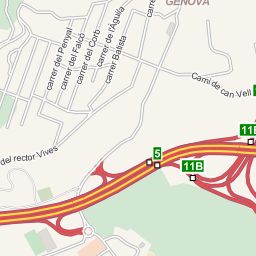 GÈNOVA
carrer del Penyal
carrer del Falcó
carrer del Corb
carrer de l'Àguila
carrer Balista
Camí de can Vell
del rector Vives
5
11B
11B